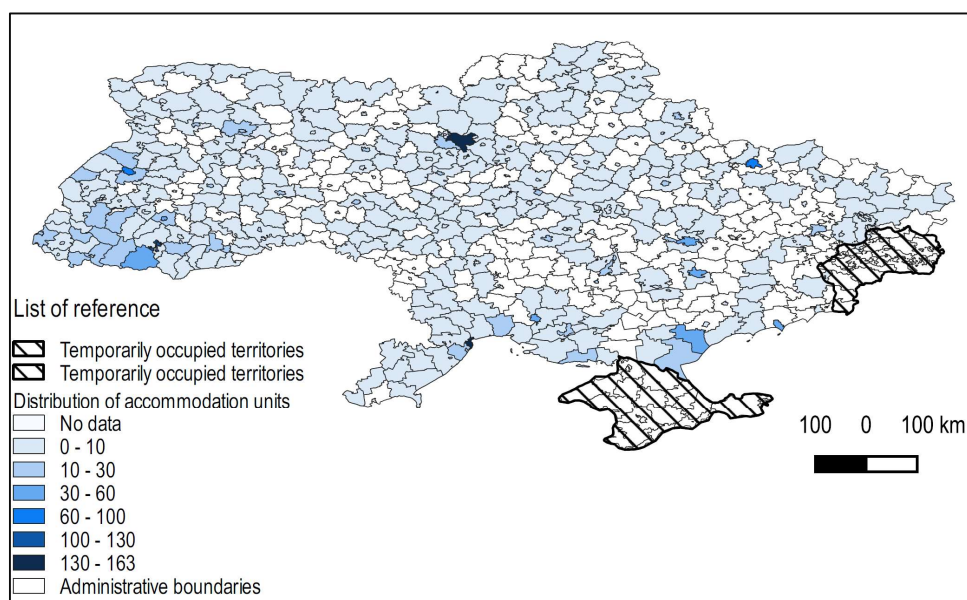 List of reference
Temporarily occupied territories
Temporarily occupied territories
Distribution of accommodation units
No data
0 - 10
10 - 30
30 - 60
60 - 100
100 - 130
130 - 163
Administrative boundaries
100 0 100 km